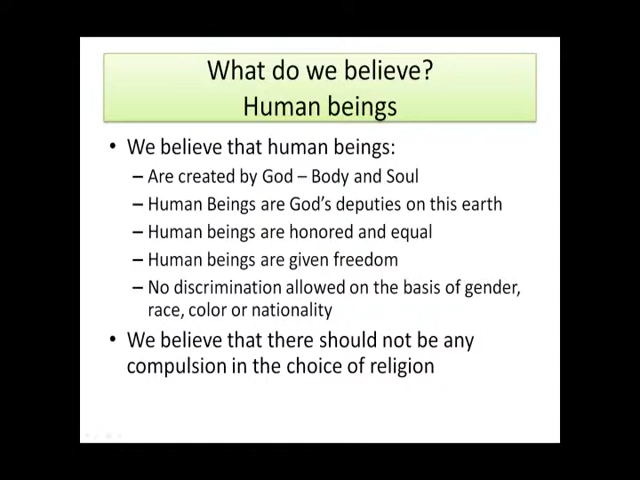 What do we believe?
Human beings
• We believe that human beings:
– Are created by God – Body and Soul
– Human Beings are God's deputies on this earth
– Human beings are honored and equal
– Human beings are given freedom
– No discrimination allowed on the basis of gender,
race, color or nationality
• We believe that there should not be any
compulsion in the choice of religion